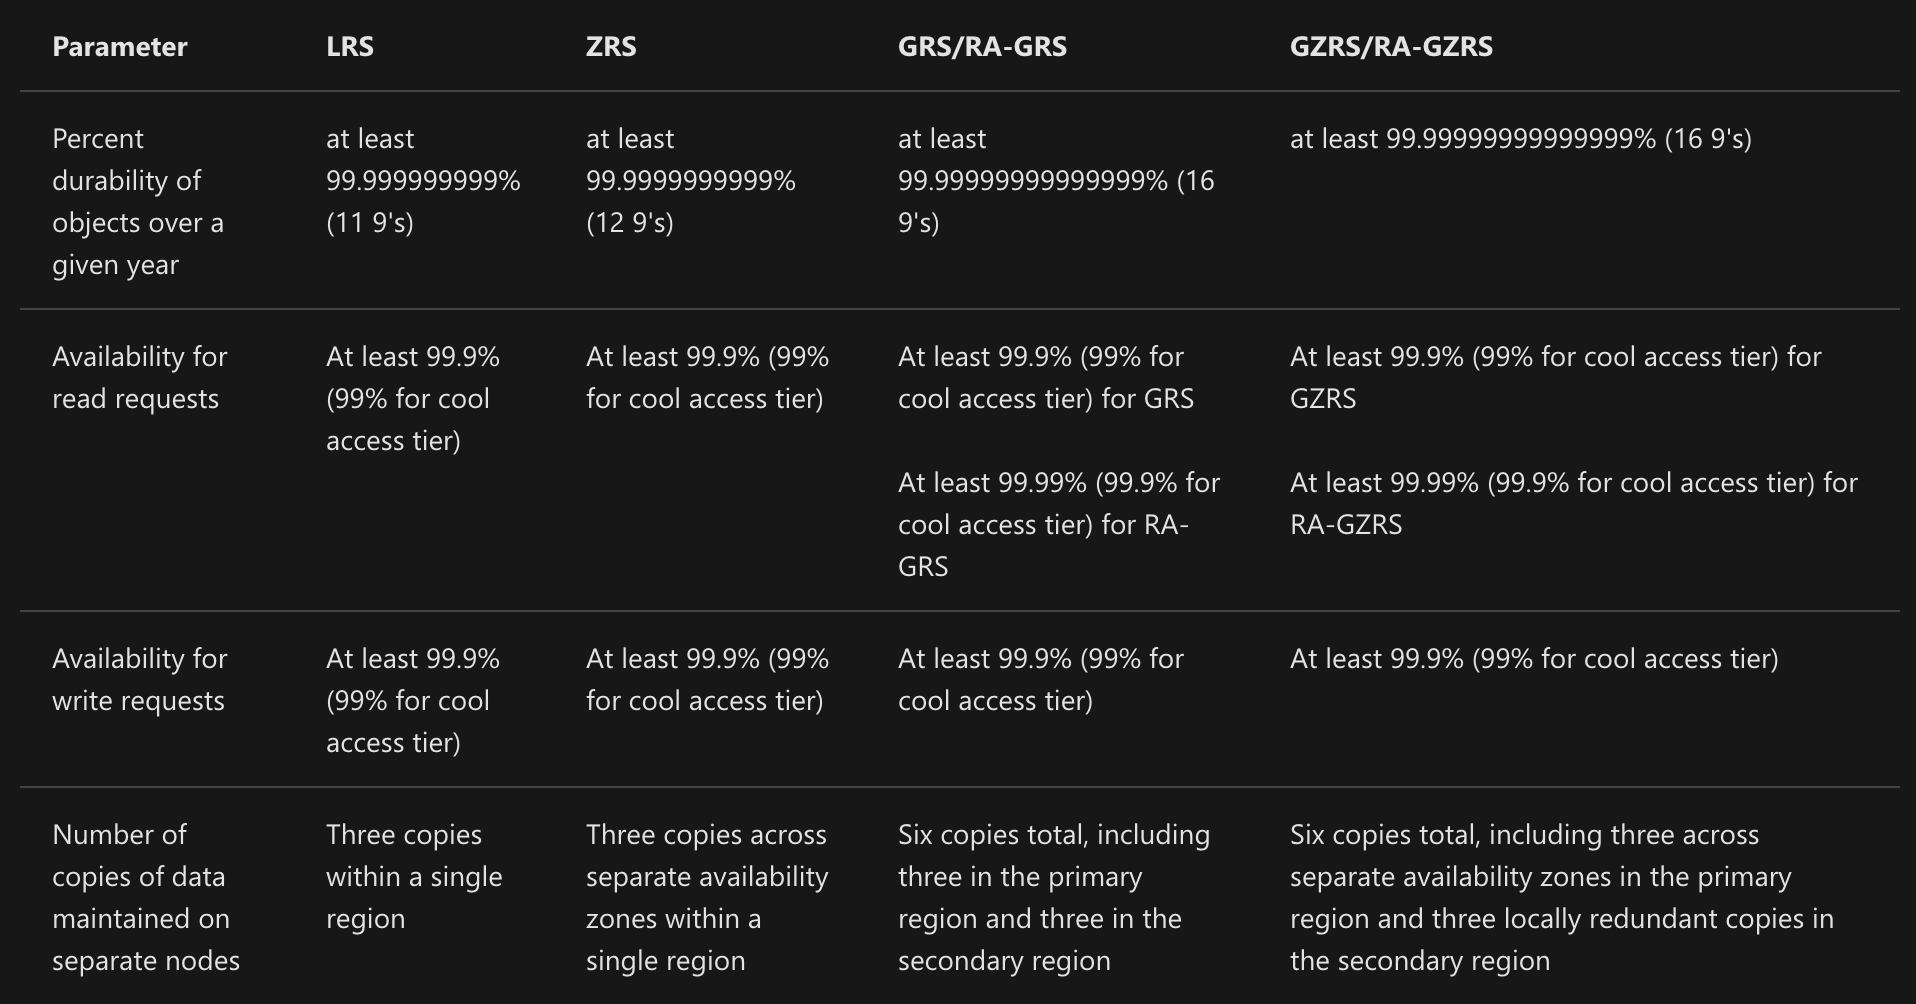 Parameter
LRS
ZRS
GRS/RA-GRS
GZRS/RA-GZRS
Percent
durability of
objects over a
given year
at least
99.999999999%
(11 9's)
at least
99.9999999999%
(12 9's)
at least
99.99999999999999% (16
9's)
at least 99.99999999999999% (16 9's)
Availability for
read requests
At least 99.9%
(99% for cool
access tier)
At least 99.9% (99%
for cool access tier)
At least 99.9% (99% for
cool access tier) for GRS
At least 99.99% (99.9% for
cool access tier) for RA-
GRS
At least 99.9% (99% for cool access tier) for
GZRS
At least 99.99% (99.9% for cool access tier) for
RA-GZRS
Availability for
write requests
At least 99.9%
(99% for cool
access tier)
At least 99.9% (99%
for cool access tier)
At least 99.9% (99% for
cool access tier)
At least 99.9% (99% for cool access tier)
Number of
copies of data
maintained on
separate nodes
Three copies
within a single
region
Three copies across
separate availability
zones within a
single region
Six copies total, including
three in the primary
region and three in the
secondary region
Six copies total, including three across
separate availability zones in the primary
region and three locally redundant copies in
the secondary region